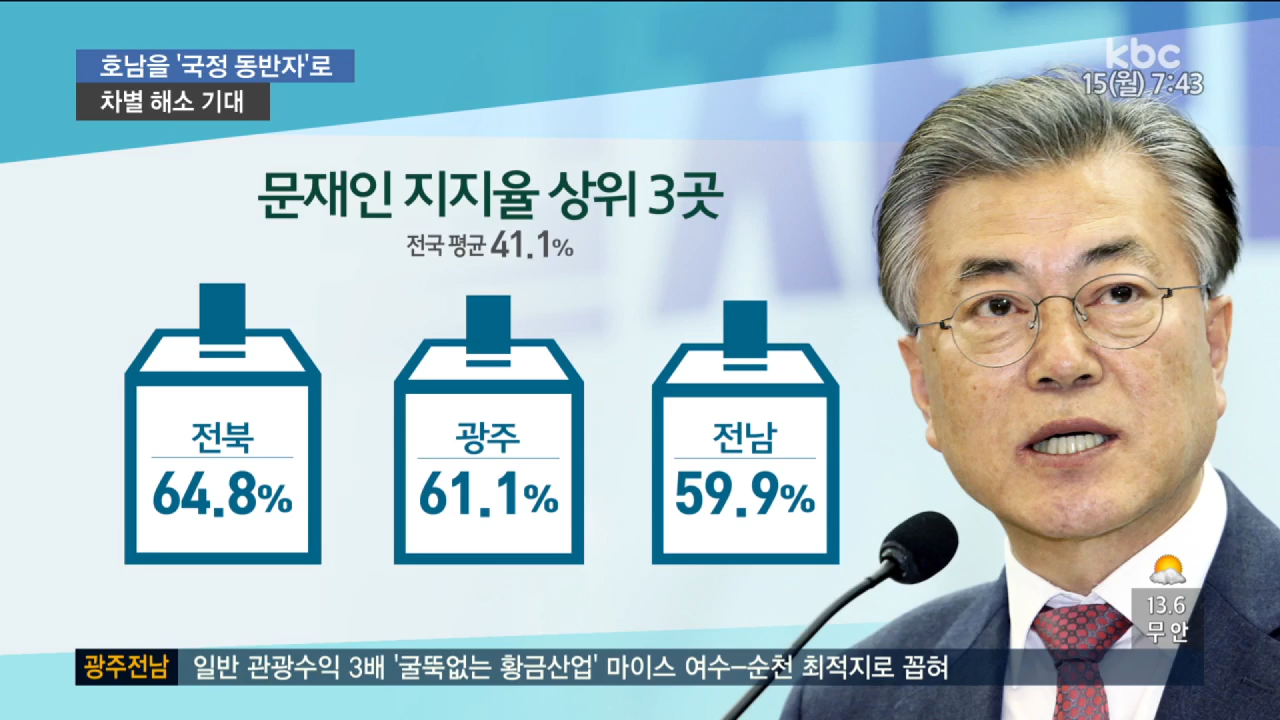 호남을 '국정 동반자'로
차별 해소 기대
kbc
15(월) 7:43
문재인 지지율 상위 3곳
전국 평균 41.1%
전북
64.8%
광주
61.1%
전남
59.9%
13.6
무안
광주전남 일반 관광수익 3배 '굴뚝없는 황금산업' 마이스 여수–순천 최적지로 꼽혀